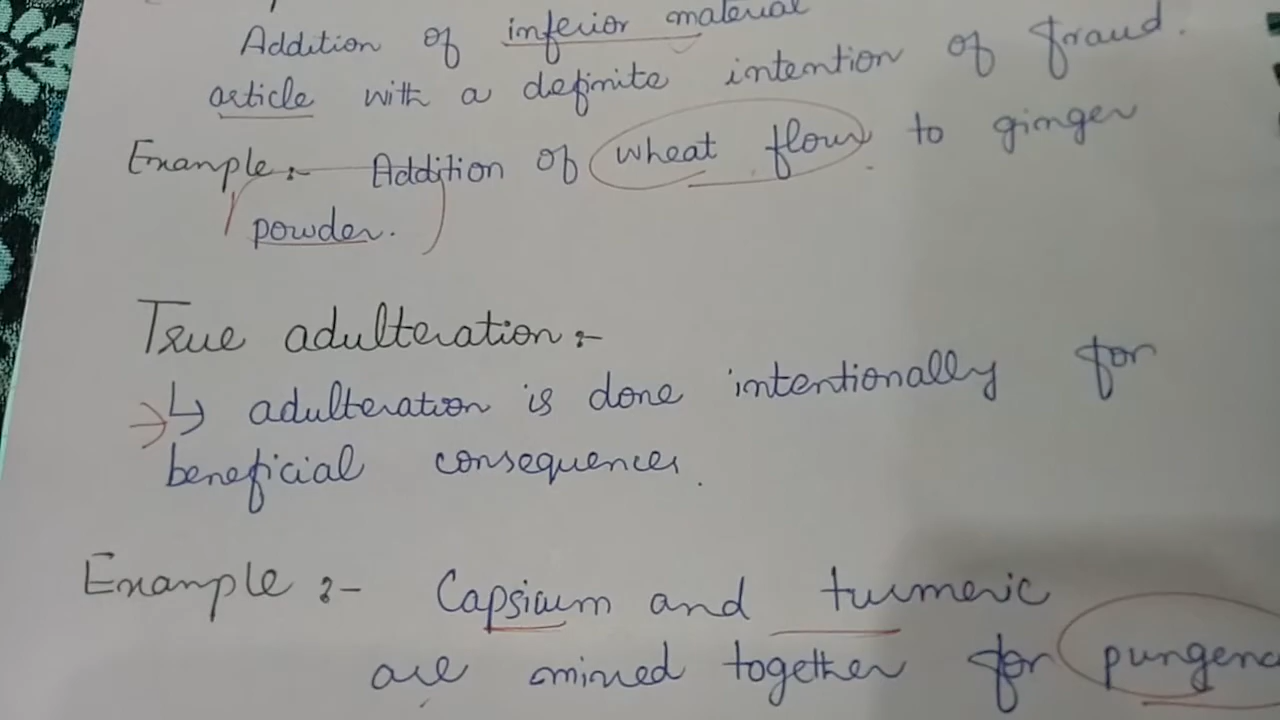 Addition of inferior material
article with a definite intention of fraud.
Example :- Addition of wheat flour to ginger
powder.
True adulteration :-
↳ adulteration is done intentionally for
beneficial consequences.
Example :- Capsicum and turmeric
are mixed together for pungenc